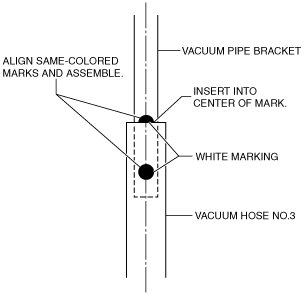 ALIGN SAME-COLORED
MARKS AND ASSEMBLE.
VACUUM PIPE BRACKET
INSERT INTO
CENTER OF MARK.
WHITE MARKING
VACUUM HOSE NO.3